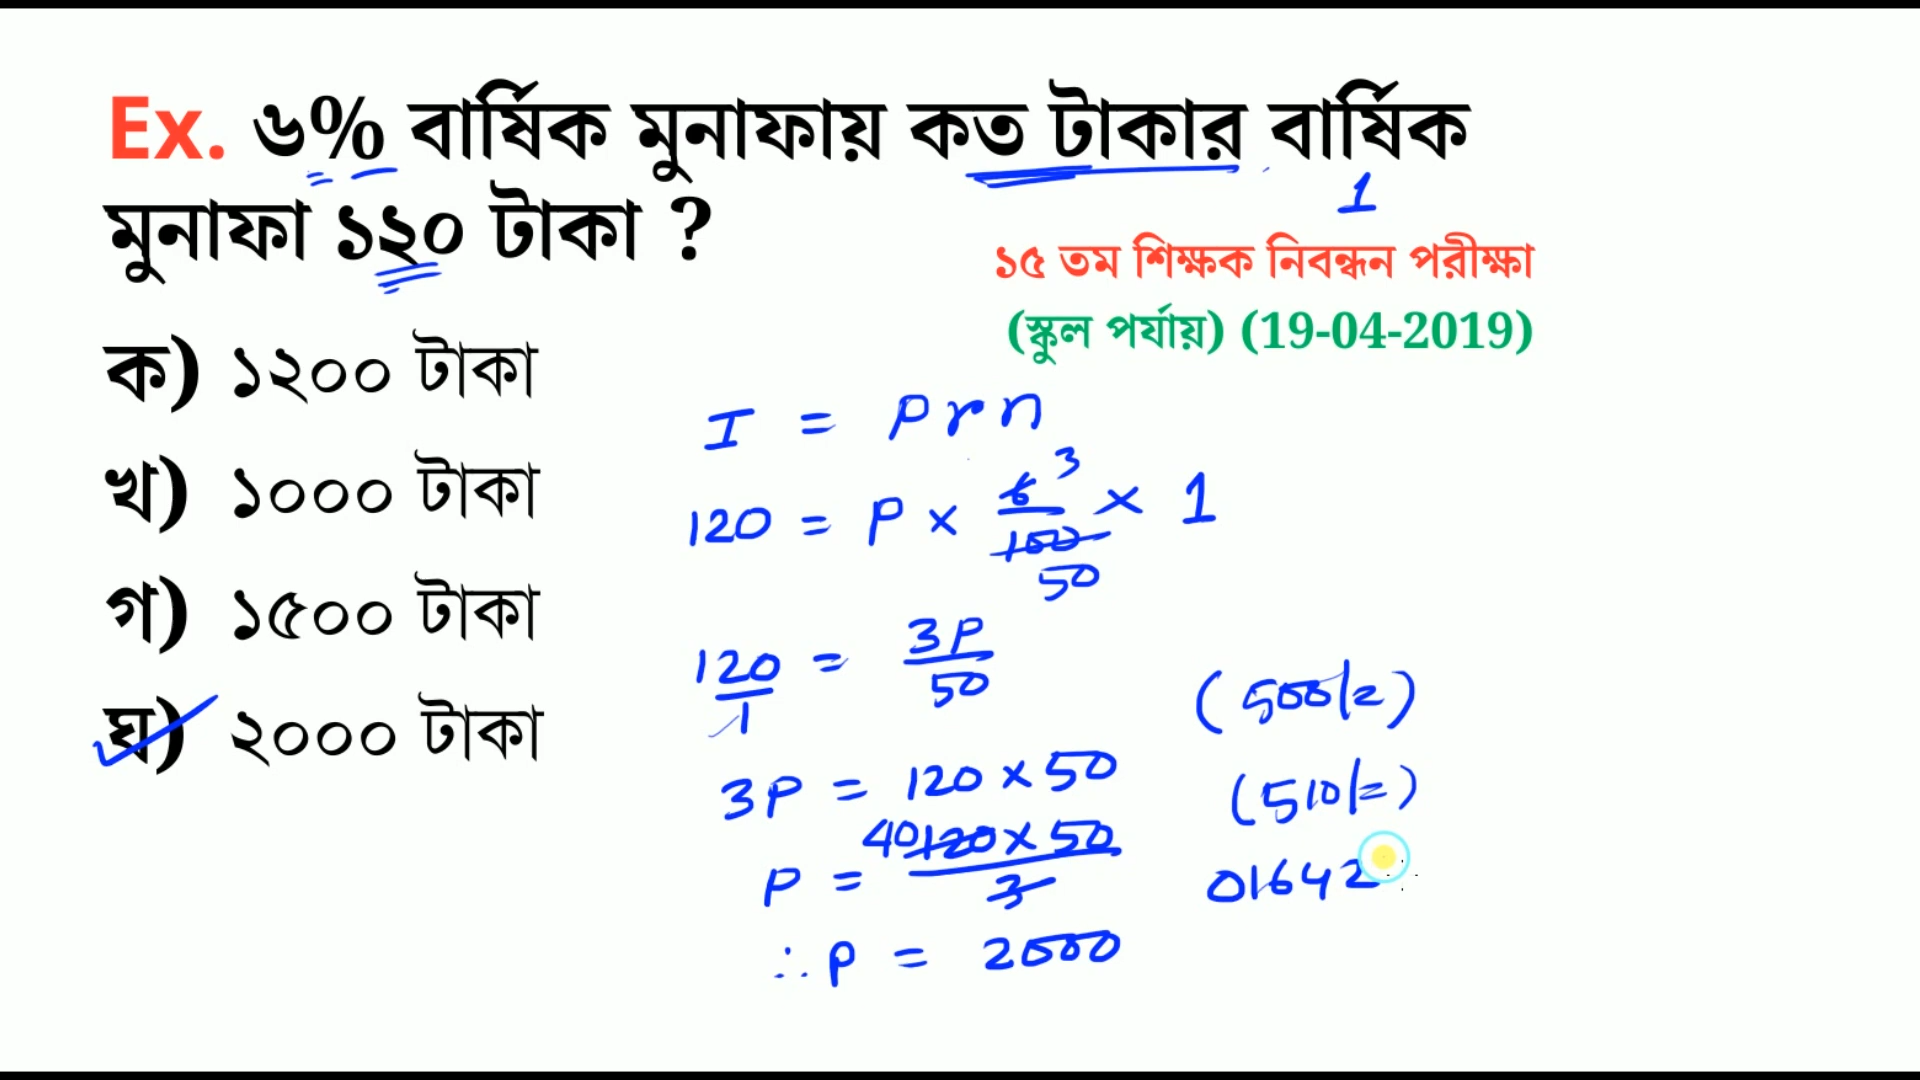 Ex. ৬% বার্ষিক মুনাফায় কত টাকার বার্ষিক
মুনাফা ১২০ টাকা ?
1
১৫ তম শিক্ষক নিবন্ধন পরীক্ষা
(স্কুল পর্যায়) (19-04-2019)
ক) ১২০০ টাকা
খ) ১০০০ টাকা
গ) ১৫০০ টাকা
ঘ) ২০০০ টাকা
I = Prn
3
120 = P × 6/100 × 1
50
120/1 = 3P/50
3P = 120 × 50
P = 40 120 × 50 / 3
∴ P = 2000
(500/=)
(510/=)
01642